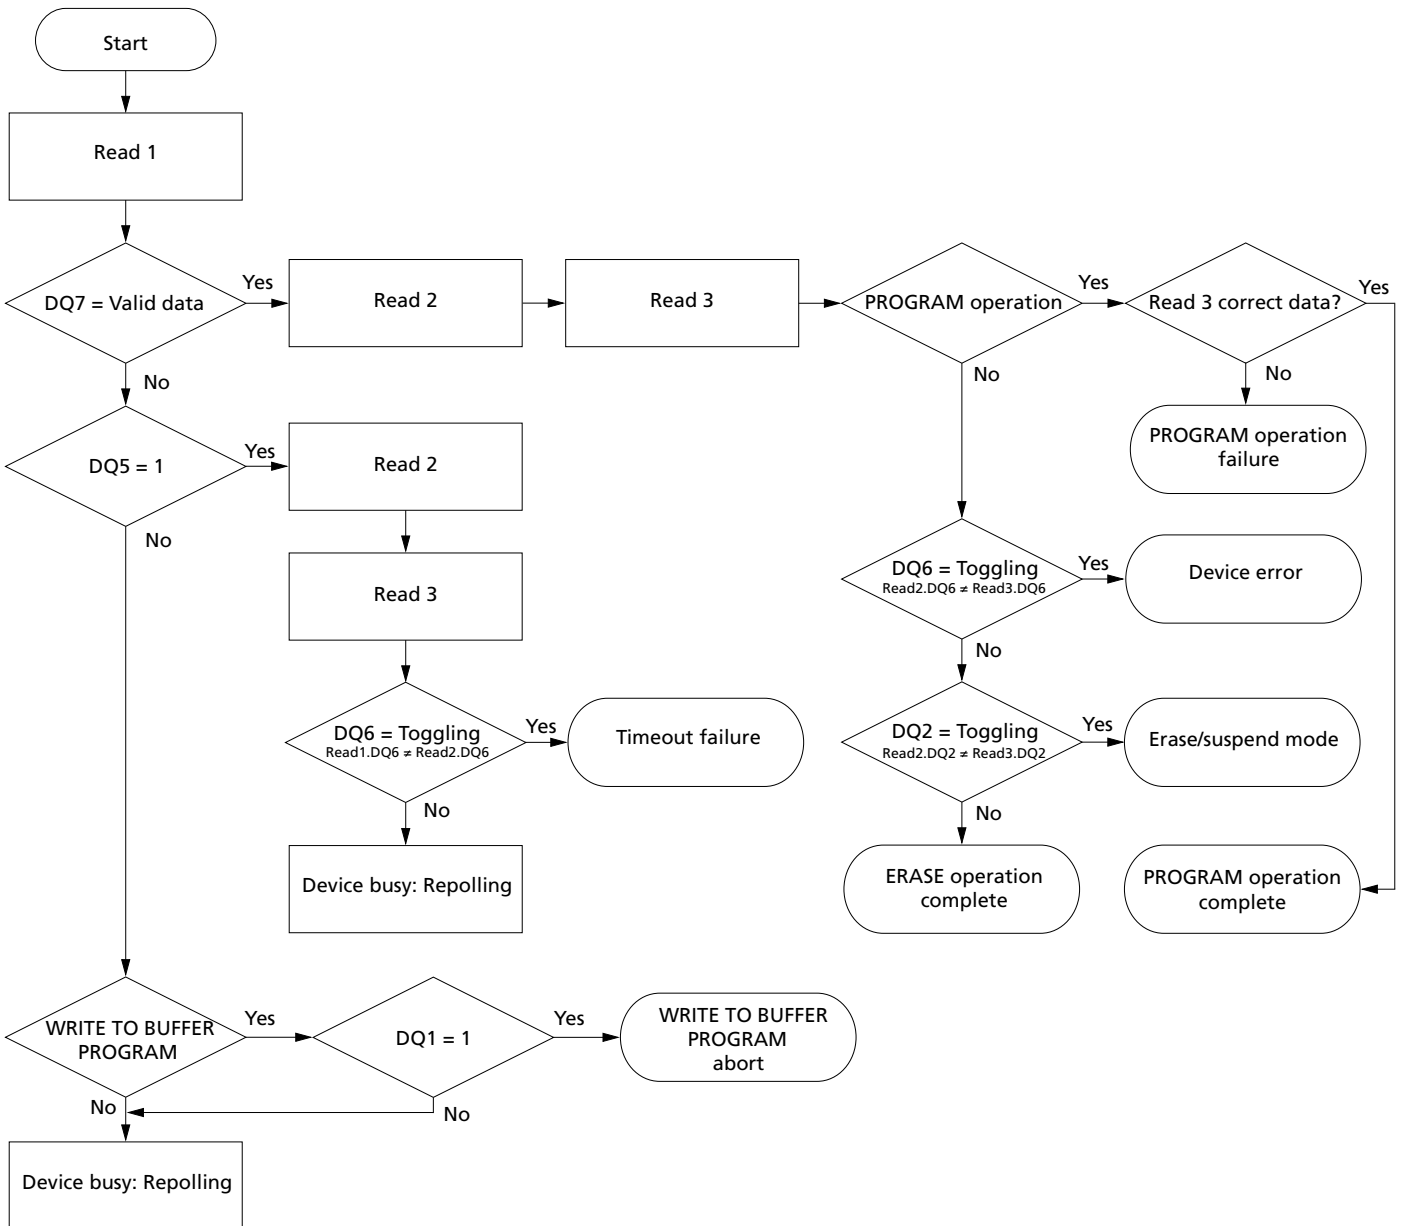 Start
Read 1
DQ7 = Valid data
Yes
Read 2
Read 3
PROGRAM operation
Yes
Read 3 correct data?
Yes
No
No
No
PROGRAM operation
failure
DQ5 = 1
Yes
Read 2
No
Read 3
DQ6 = Toggling
Read2.DQ6 ≠ Read3.DQ6
Yes
Device error
No
DQ6 = Toggling
Read1.DQ6 ≠ Read2.DQ6
Yes
Timeout failure
DQ2 = Toggling
Read2.DQ2 ≠ Read3.DQ2
Yes
Erase/suspend mode
No
No
Device busy: Repolling
ERASE operation
complete
PROGRAM operation
complete
WRITE TO BUFFER
PROGRAM
Yes
DQ1 = 1
Yes
WRITE TO BUFFER
PROGRAM
abort
No
No
Device busy: Repolling